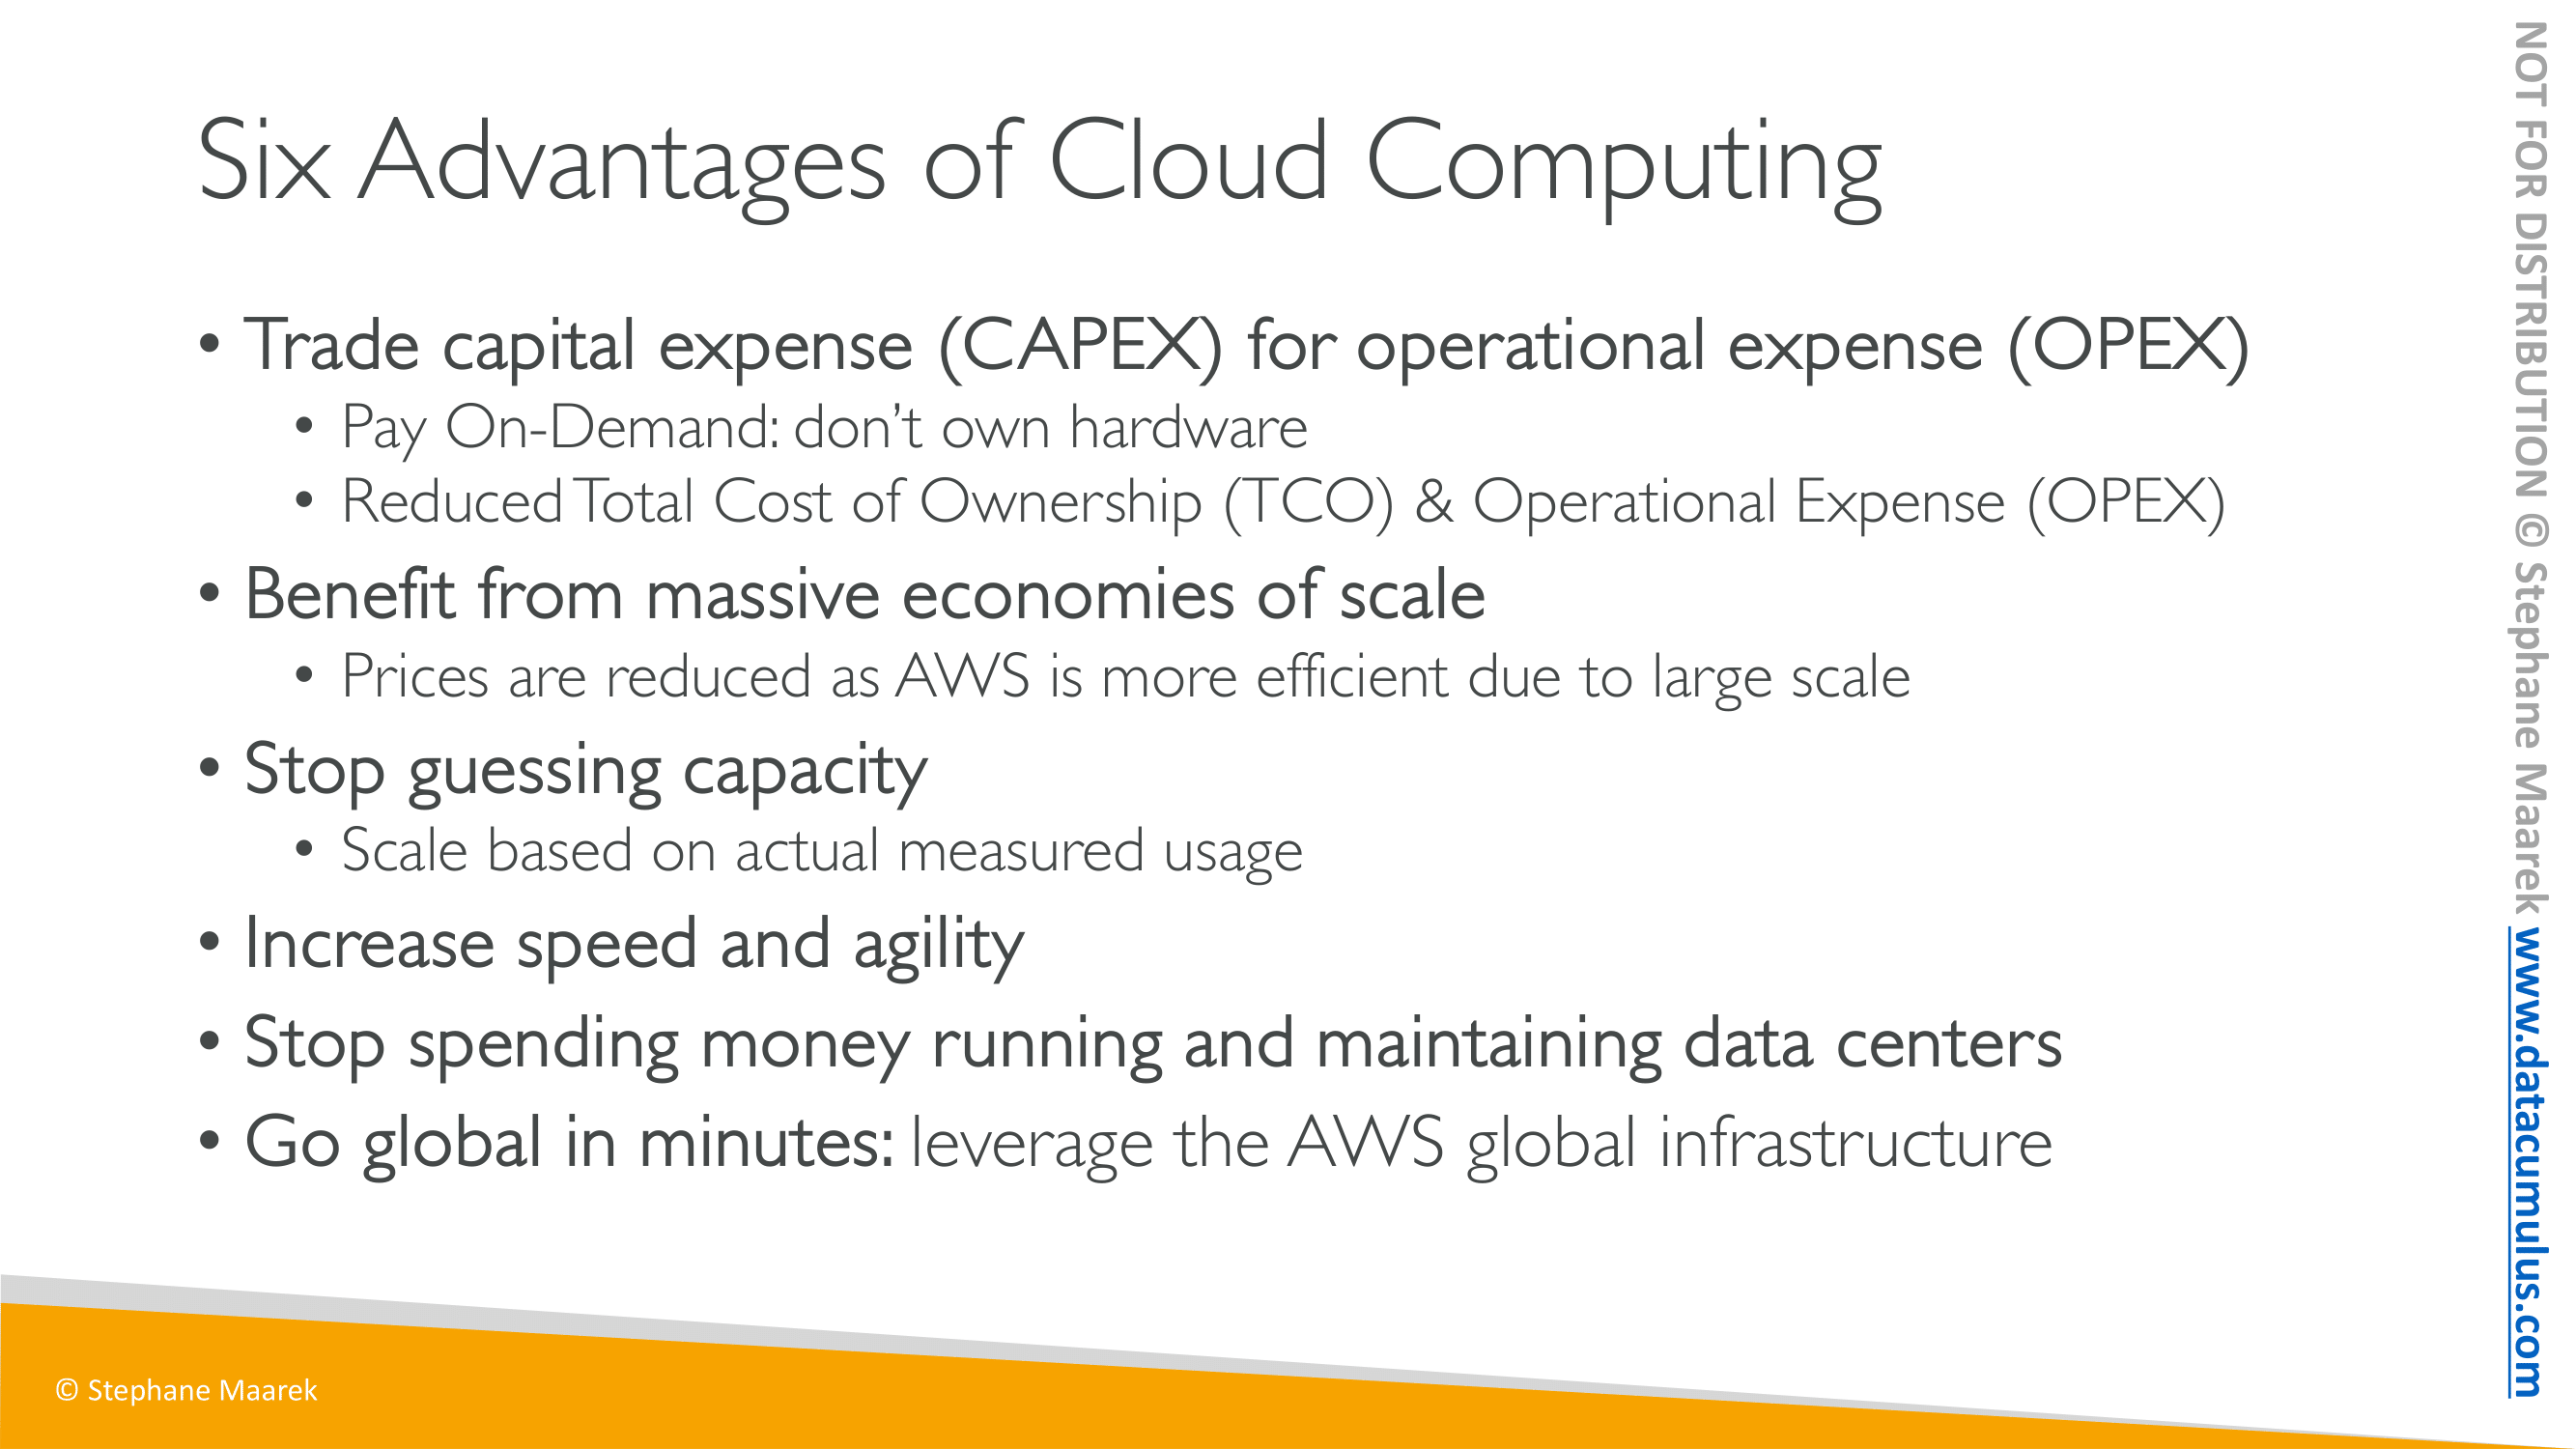 Six Advantages of Cloud Computing
• Trade capital expense (CAPEX) for operational expense (OPEX)
• Pay On-Demand: don’t own hardware
• Reduced Total Cost of Ownership (TCO) & Operational Expense (OPEX)
• Benefit from massive economies of scale
• Prices are reduced as AWS is more efficient due to large scale
• Stop guessing capacity
• Scale based on actual measured usage
• Increase speed and agility
• Stop spending money running and maintaining data centers
• Go global in minutes: leverage the AWS global infrastructure
© Stephane Maarek
NOT FOR DISTRIBUTION © Stephane Maarek www.datacumulus.com